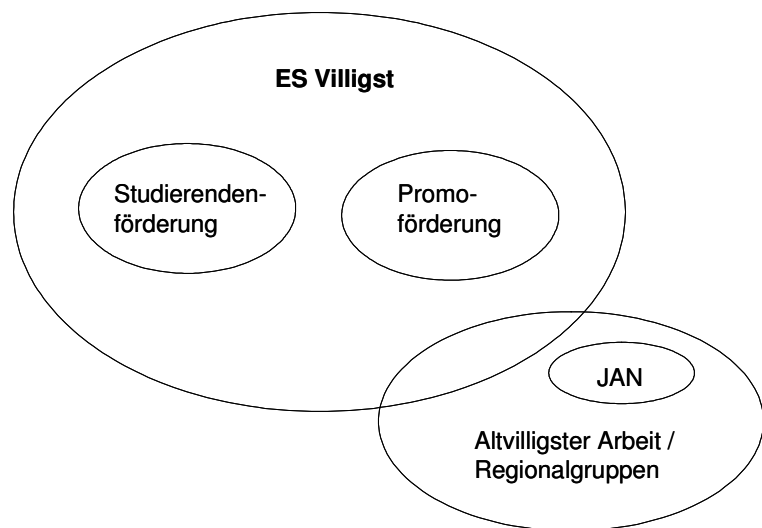 ES Villigst
Studierenden-
förderung
Promo-
förderung
JAN
Altvilligster Arbeit /
Regionalgruppen